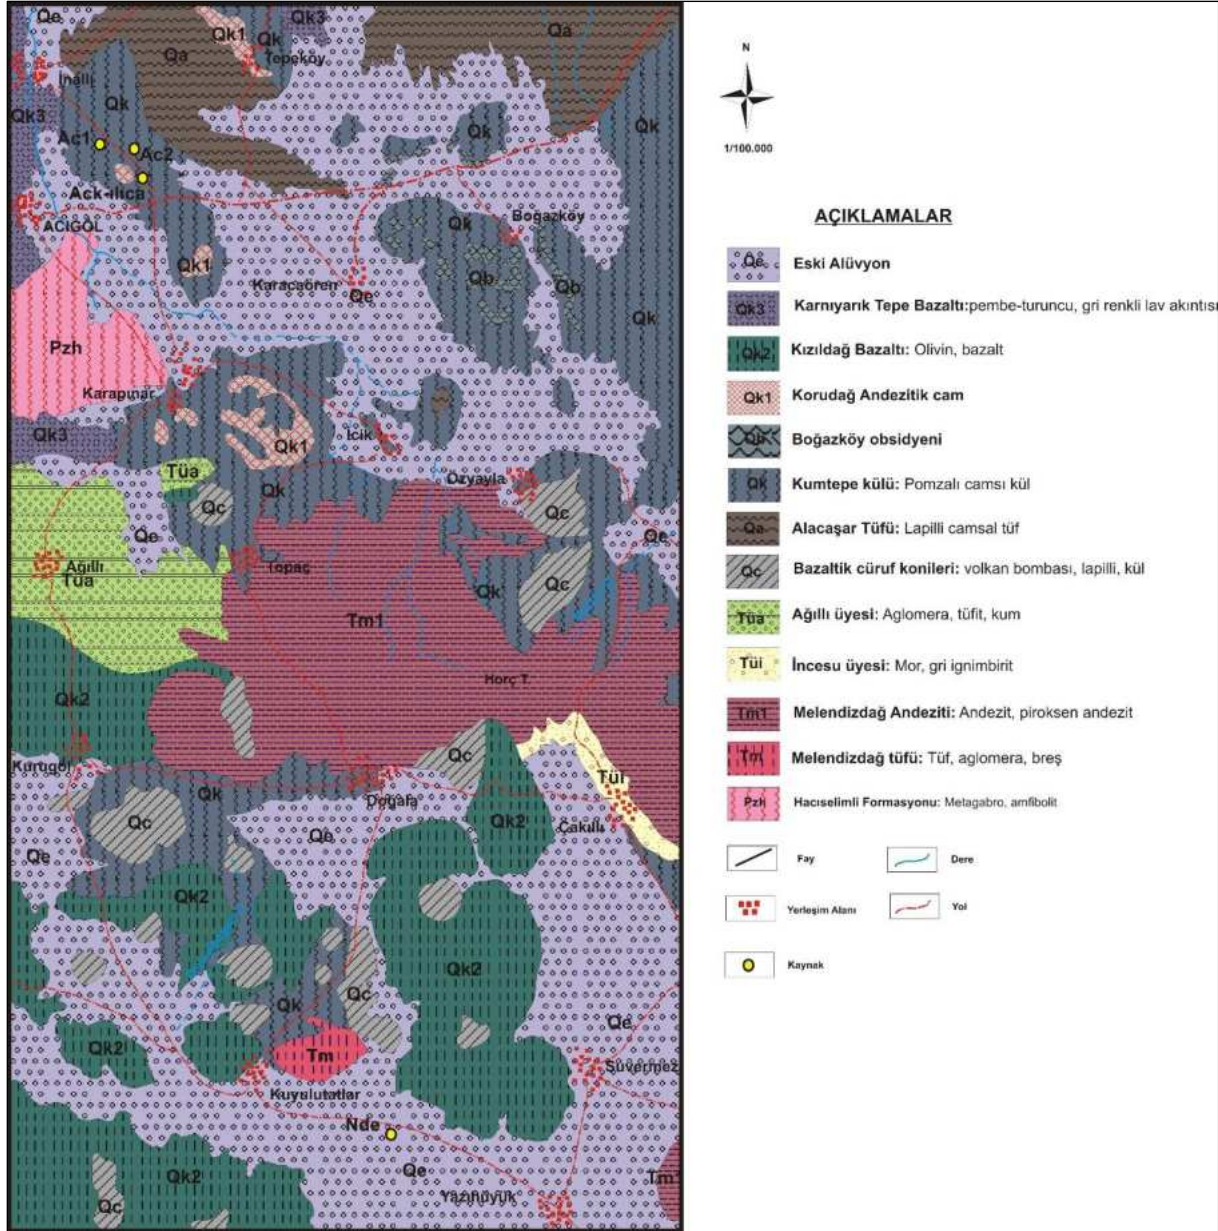 Qe
Qk1
Qk3
Qk
Qa
Qa
Tepeköy
İnallı
Qk
Qk3
Qk
Qk
Ac1
Ac2
Ack-ılıca
ACIGÖL
Qk
Boğazköy
Qk1
Qb
Qb
Karacaören
Qe
Qk
Pzh
Karapınar
Qk3
Qk1
İcik
Tüa
Özyayla
Qk
Qc
Qc
Qe
Qe
Ağıllı
Topaç
Tüa
Qc
Qk
Tm1
Horç T.
Qk2
Kurugöl
Qc
Qk
Tüi
Doğala
Qc
Qk2
Çakıllı
Qe
Qe
Qk2
Qk2
Qk
Qc
Qe
Qk2
Tm
Suvermez
Kuyulutatlar
Nde
Qe
Qk2
Tm
Yazıhüyük
Qc
N
1/100.000
AÇIKLAMALAR
Qe Eski Alüvyon
Qk3 Karnıyarık Tepe Bazaltı:pembe-turuncu, gri renkli lav akıntısı
Qk2 Kızıldağ Bazaltı: Olivin, bazalt
Qk1 Korudağ Andezitik cam
Qb Boğazköy obsidyeni
Qk Kumtepe külü: Pomzalı camsı kül
Qa Alacaşar Tüfü: Lapilli camsal tüf
Qc Bazaltik cüruf konileri: volkan bombası, lapilli, kül
Tüa Ağıllı üyesi: Aglomera, tüfit, kum
Tüi İncesu üyesi: Mor, gri ignimbirit
Tm1 Melendizdağ Andeziti: Andezit, piroksen andezit
Tm Melendizdağ tüfü: Tüf, aglomera, breş
Pzh Hacıselimli Formasyonu: Metagabro, amfibolit
Fay
Dere
Yerleşim Alanı
Yol
Kaynak